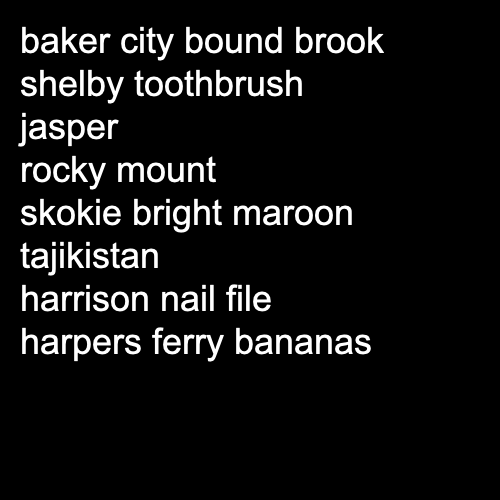 baker city bound brook
shelby toothbrush
jasper
rocky mount
skokie bright maroon
tajikistan
harrison nail file
harpers ferry bananas